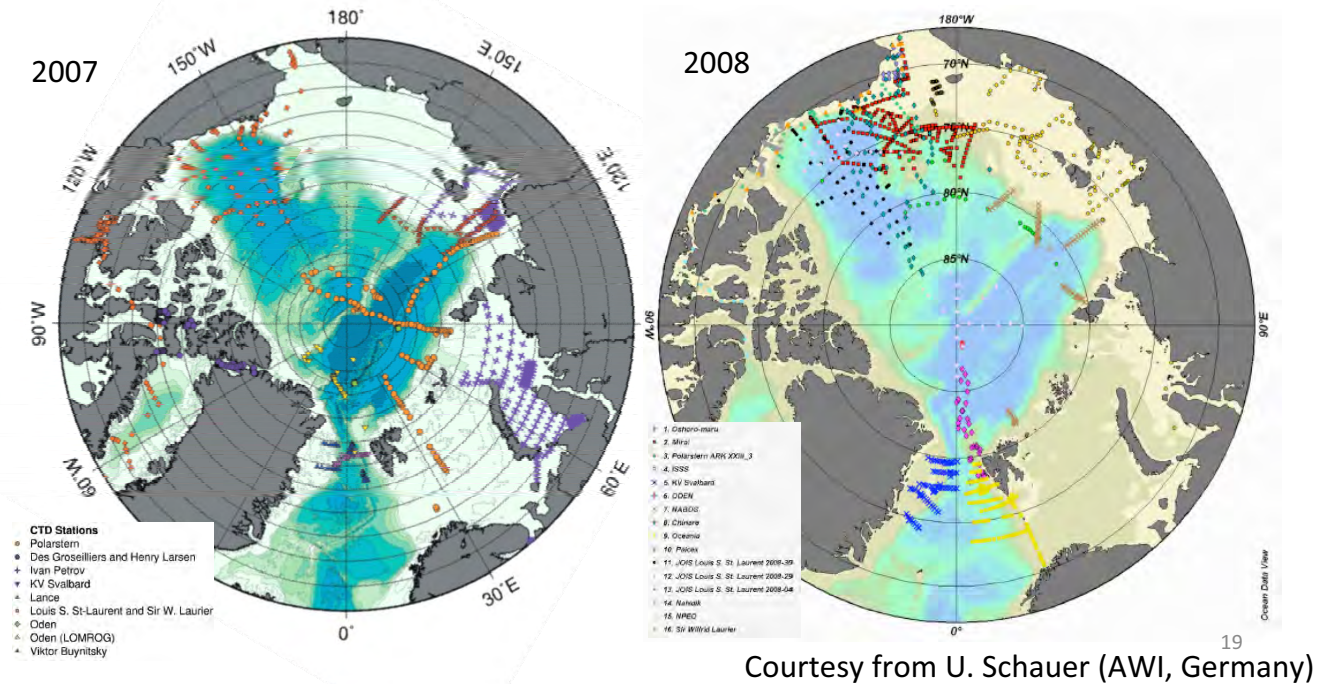 2007
180°
150°W
150°E
120°W
120°E
90°W
60°W
60°E
30°E
0°
CTD Stations
Polarstern
Des Groseilliers and Henry Larsen
Ivan Petrov
KV Svalbard
Lance
Louis S. St-Laurent and Sir W. Laurier
Oden
Oden (LOMROG)
Viktor Buynitsky
2008
180°W
70°N
80°N
85°N
90°W
90°E
0°
1. Oshoro-maru
2. Mirai
3. Polarstern ARK XXIII_3
4. ISSS
5. KV Svalbard
6. ODEN
7. NABOS
8. Chinare
9. Oceania
10. Paicex
11. JOIS Louis S. St. Laurent 2008-30
12. JOIS Louis S. St. Laurent 2008-29
13. JOIS Louis S. St. Laurent 2008-04
14.
15. NPEO
16. Sir Wilfrid Laurier
Ocean Data View
19
Courtesy from U. Schauer (AWI, Germany)